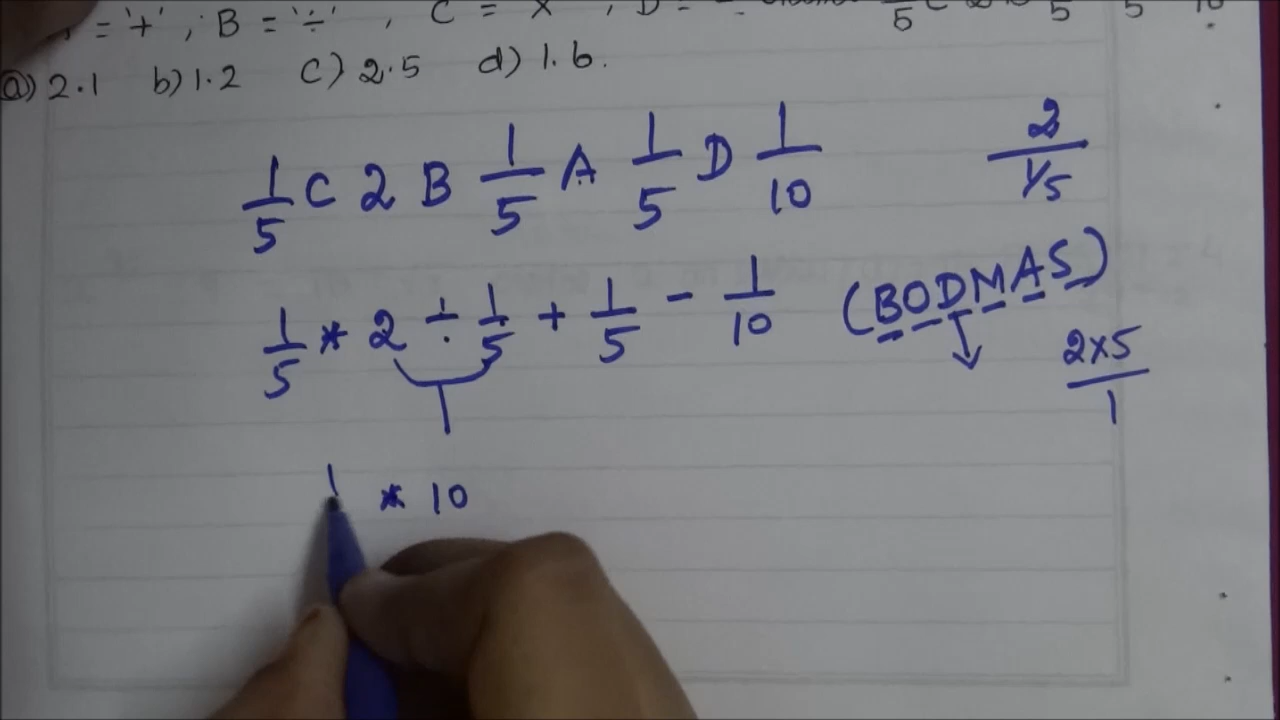 = '+' , B = '÷' , C = × , D =
a) 2.1 b) 1.2 c) 2.5 d) 1.6.
1/5 C 2 B 1/5 A 1/5 D 1/10
2/(1/5)
1/5 * 2 ÷ 1/5 + 1/5 - 1/10 (BODMAS)
2×5/1
1 * 10